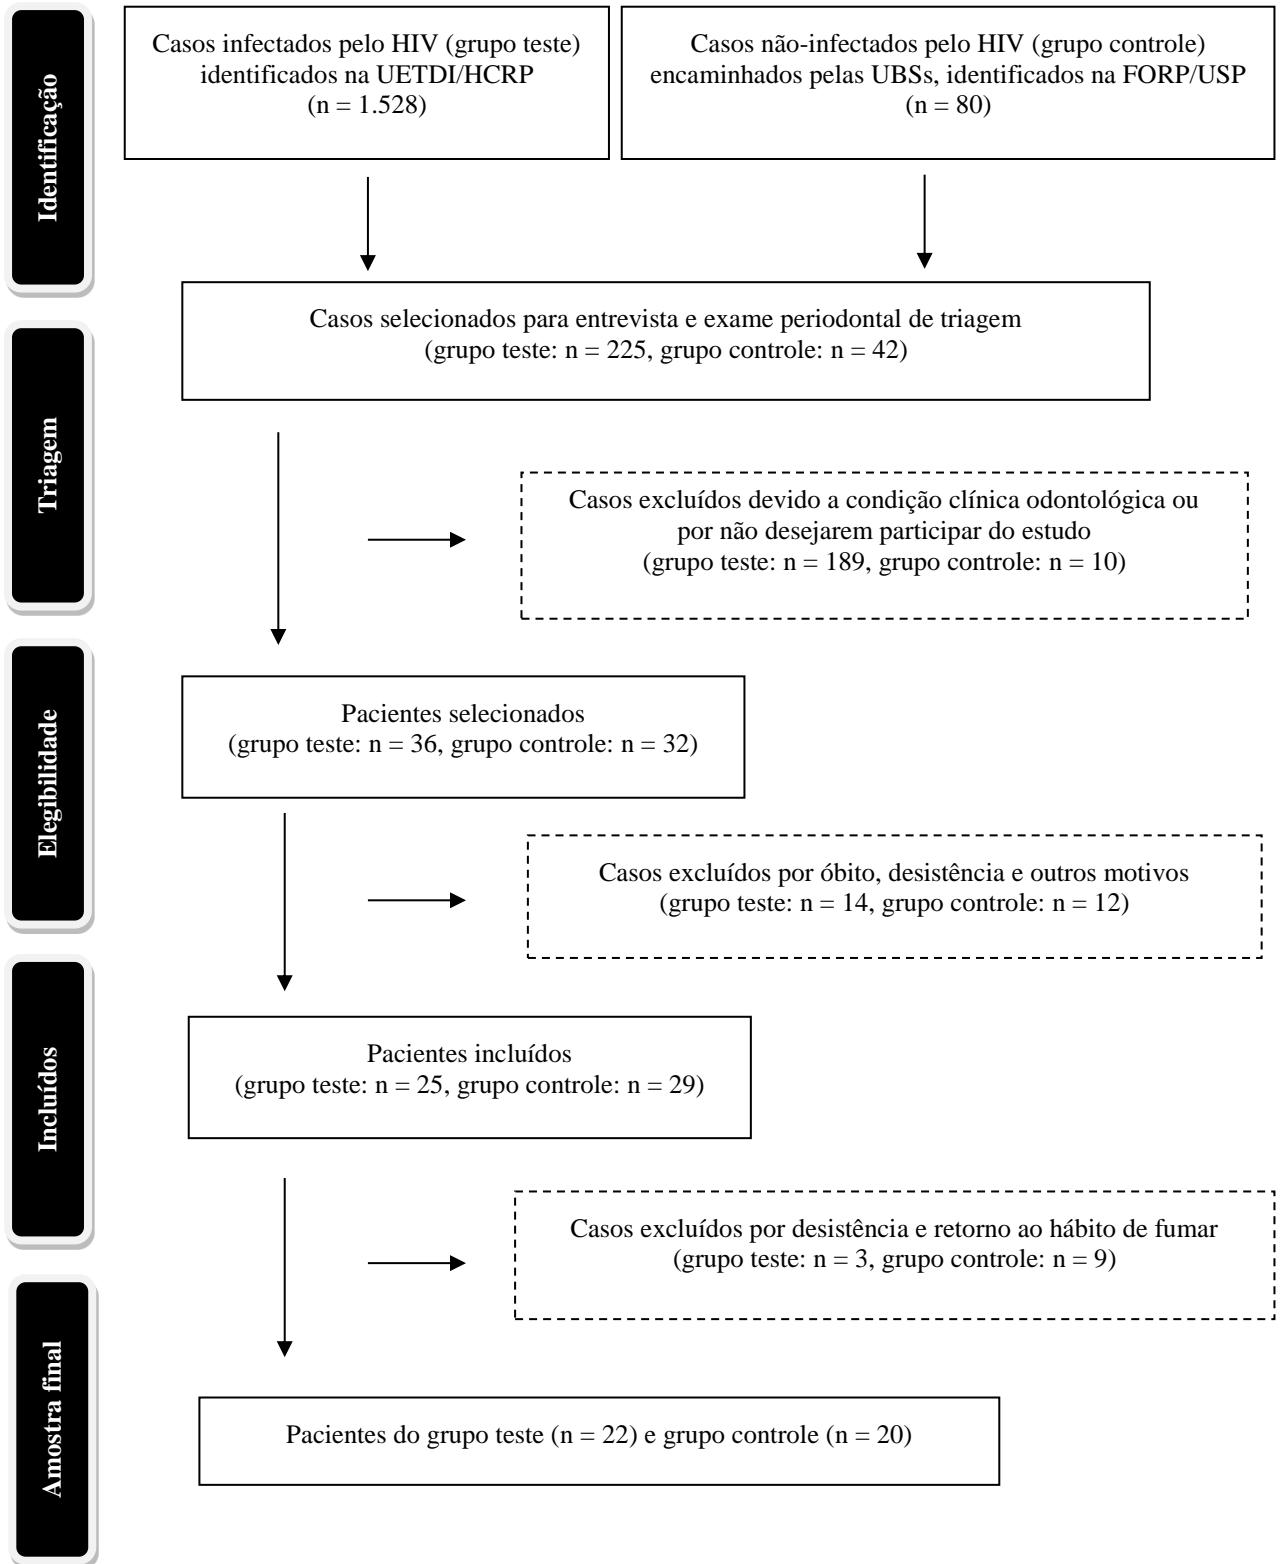 Identificação
Casos infectados pelo HIV (grupo teste)
identificados na UETDI/HCRP
(n = 1.528)
Casos não-infectados pelo HIV (grupo controle)
encaminhados pelas UBSs, identificados na FORP/USP
(n = 80)
Casos selecionados para entrevista e exame periodontal de triagem
(grupo teste: n = 225, grupo controle: n = 42)
Triagem
Casos excluídos devido a condição clínica odontológica ou
por não desejarem participar do estudo
(grupo teste: n = 189, grupo controle: n = 10)
Elegibilidade
Pacientes selecionados
(grupo teste: n = 36, grupo controle: n = 32)
Casos excluídos por óbito, desistência e outros motivos
(grupo teste: n = 14, grupo controle: n = 12)
Incluídos
Pacientes incluídos
(grupo teste: n = 25, grupo controle: n = 29)
Casos excluídos por desistência e retorno ao hábito de fumar
(grupo teste: n = 3, grupo controle: n = 9)
Amostra final
Pacientes do grupo teste (n = 22) e grupo controle (n = 20)